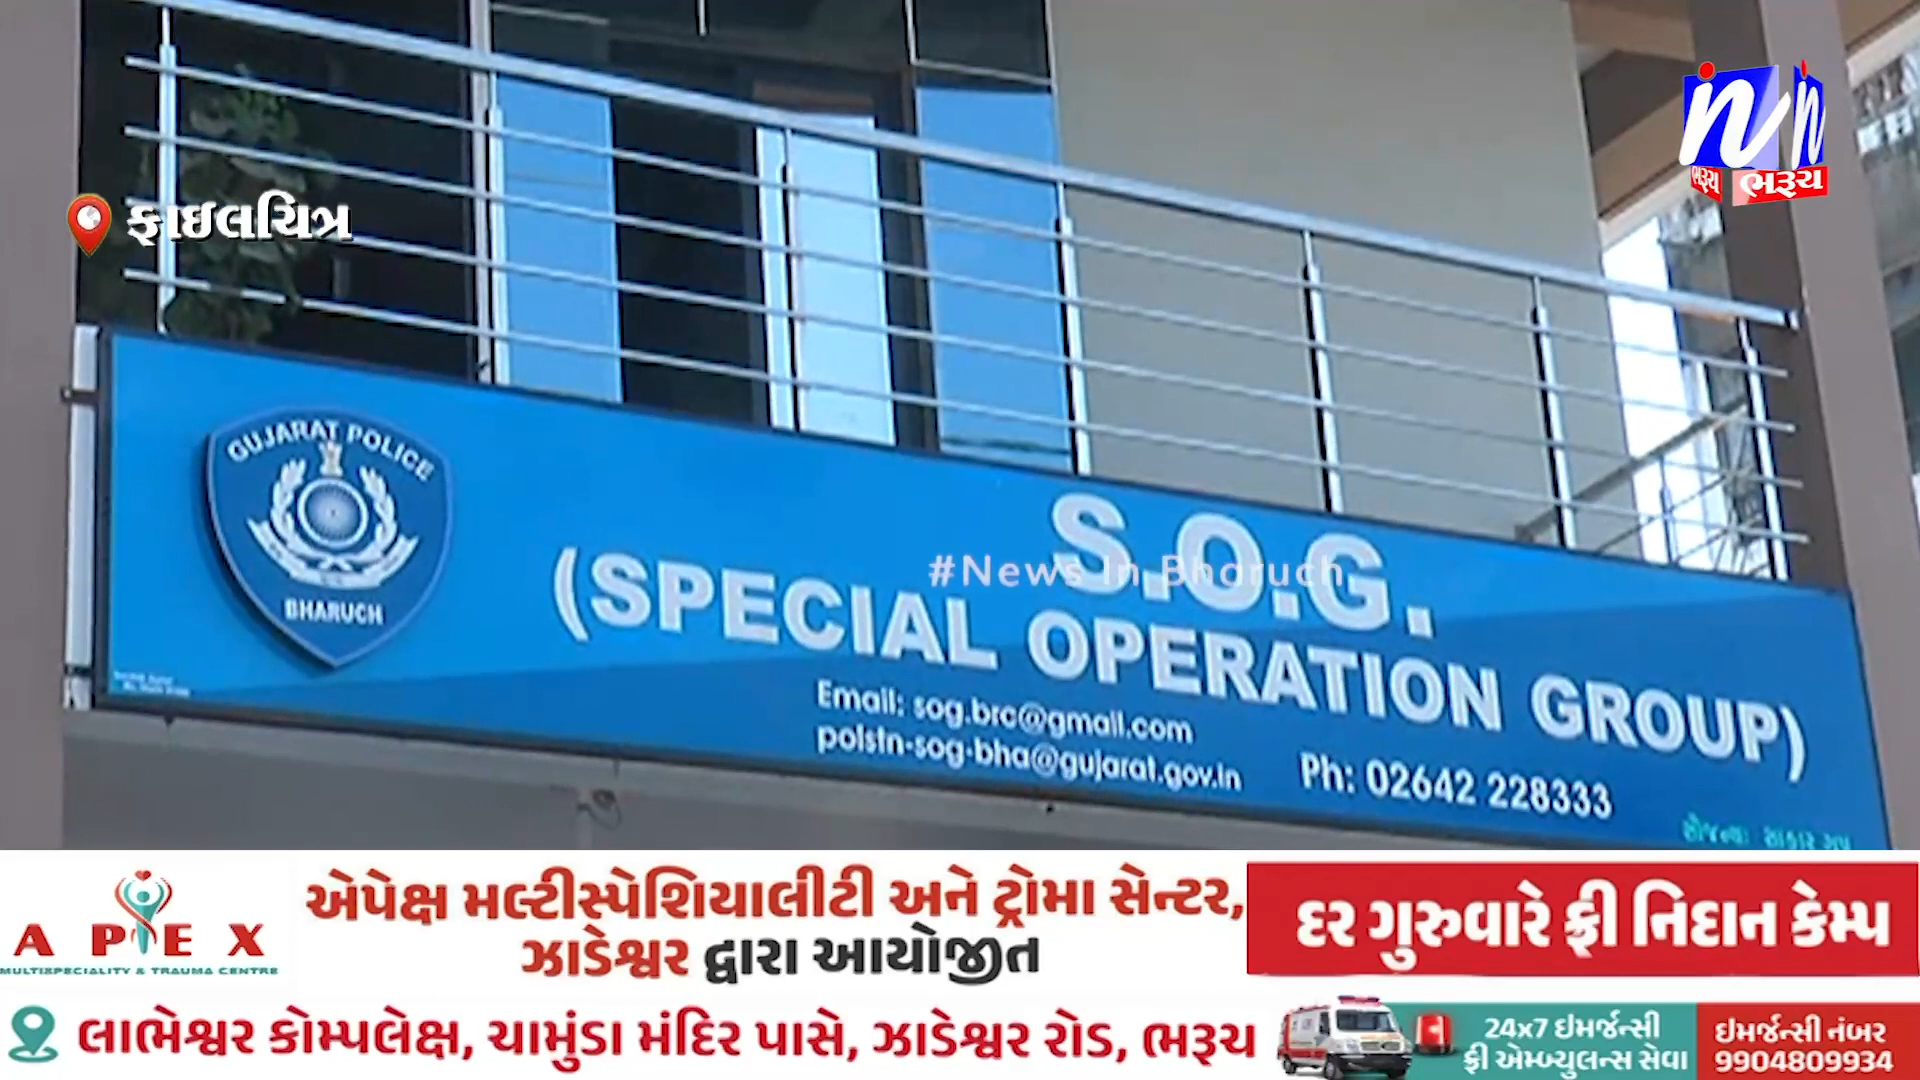 ભરૂચ
ભરૂચ
ફાઇલચિત્ર
GUJARAT POLICE
BHARUCH
S.O.G.
#News In Bharuch
(SPECIAL OPERATION GROUP)
Email: sog.brc@gmail.com
polstn-sog-bha@gujarat.gov.in
Ph: 02642 228333
APEX
MULTISPECIALITY & TRAUMA CENTRE
એપેક્ષ મલ્ટીસ્પેશિયાલીટી અને ટ્રોમા સેન્ટર,
ઝાડેશ્વર દ્વારા આયોજીત
દર ગુરુવારે ફ્રી નિદાન કેમ્પ
લાભેશ્વર કોમ્પલેક્ષ, ચામુંડા મંદિર પાસે, ઝાડેશ્વર રોડ, ભરૂચ
24x7 ઇમર્જન્સી
ફ્રી એમ્બ્યુલન્સ સેવા
ઇમર્જન્સી નંબર
9904809934